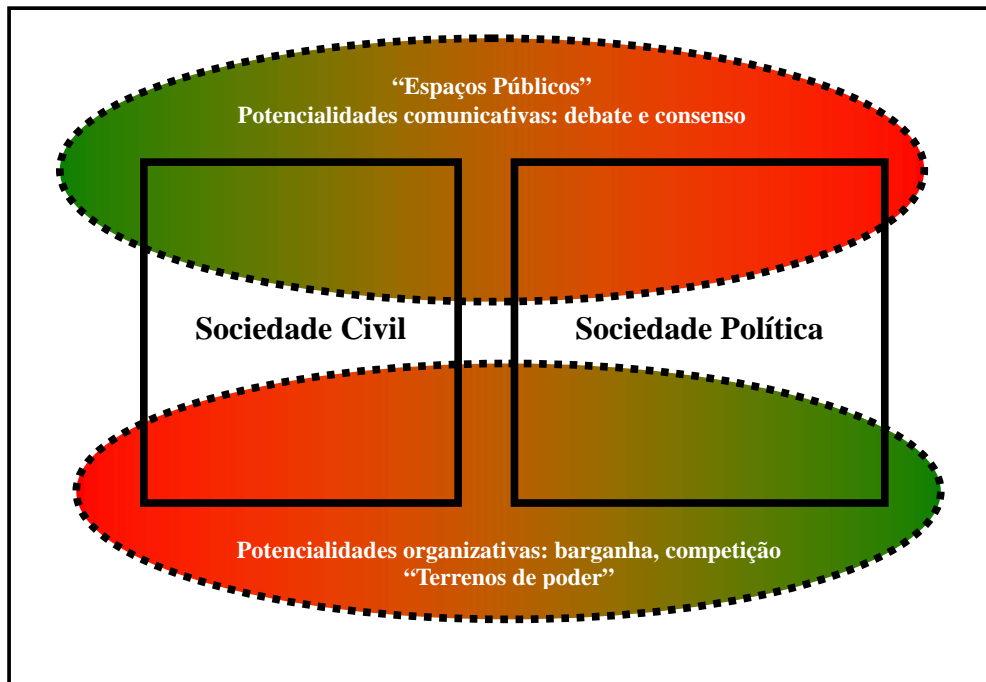 “Espaços Públicos”
Potencialidades comunicativas: debate e consenso
Sociedade Civil
Sociedade Política
Potencialidades organizativas: barganha, competição
“Terrenos de poder”